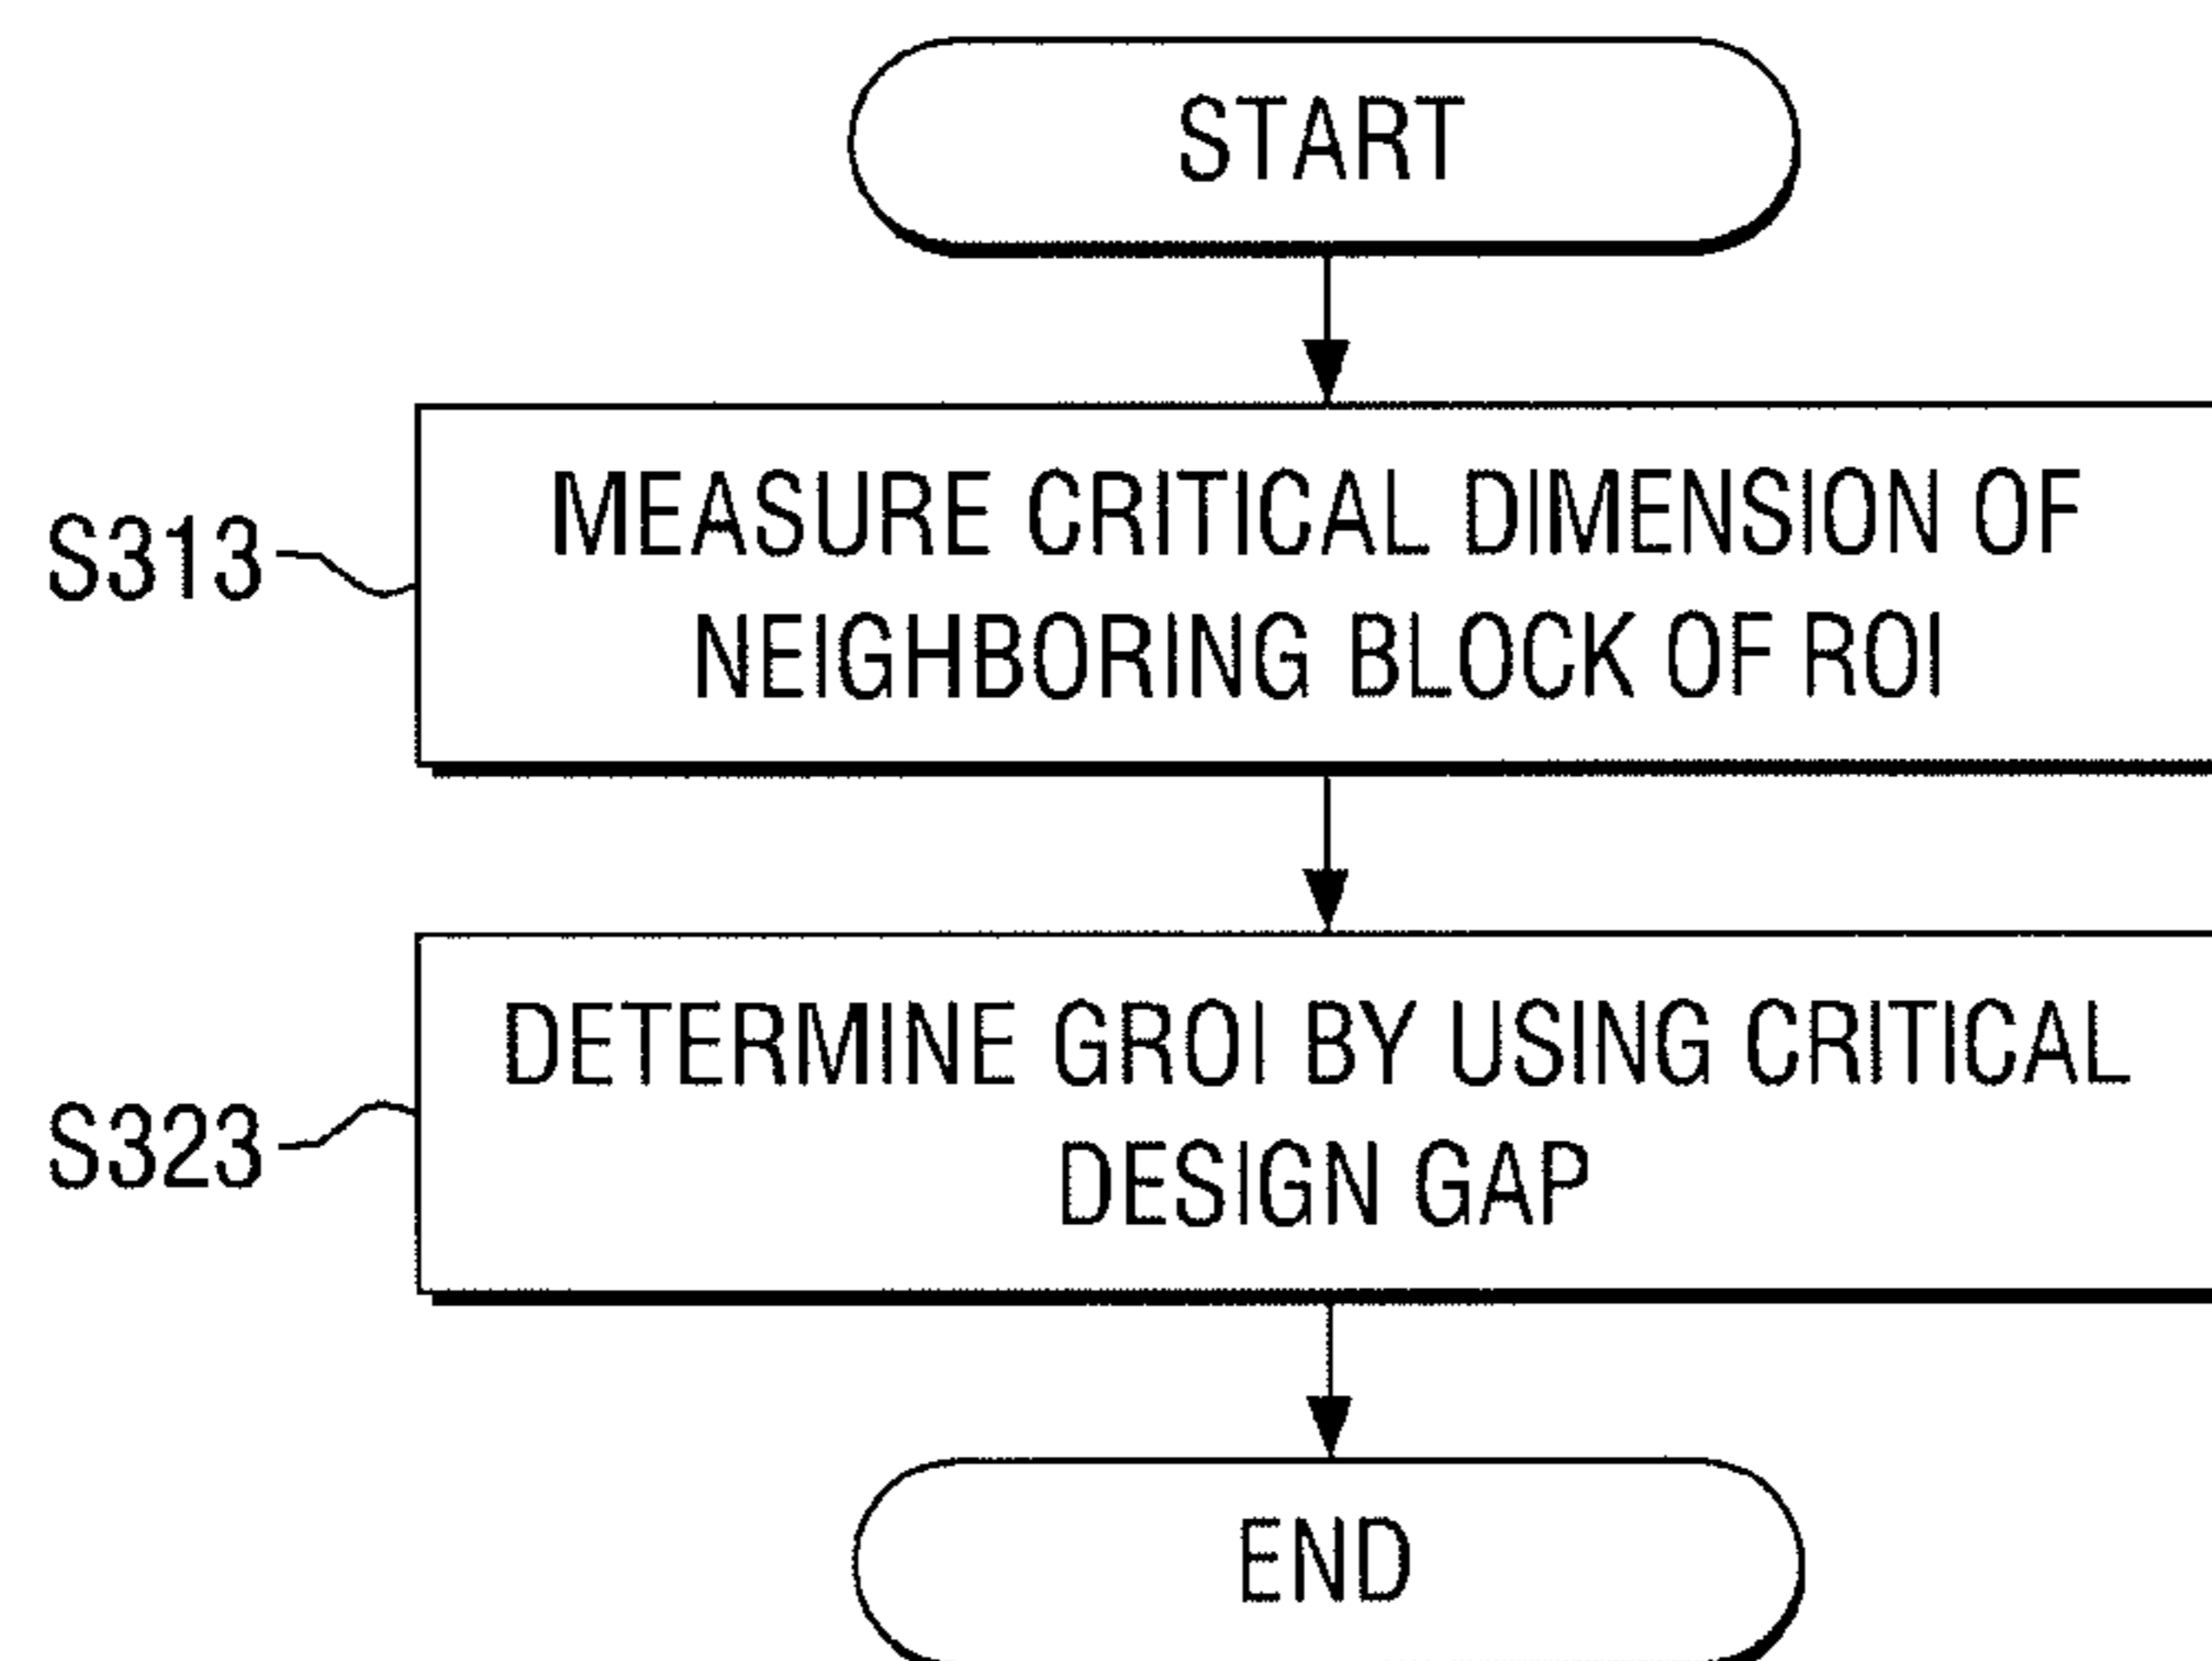 START
S313
MEASURE CRITICAL DIMENSION OF
NEIGHBORING BLOCK OF ROI
S323
DETERMINE GROI BY USING CRITICAL
DESIGN GAP
END